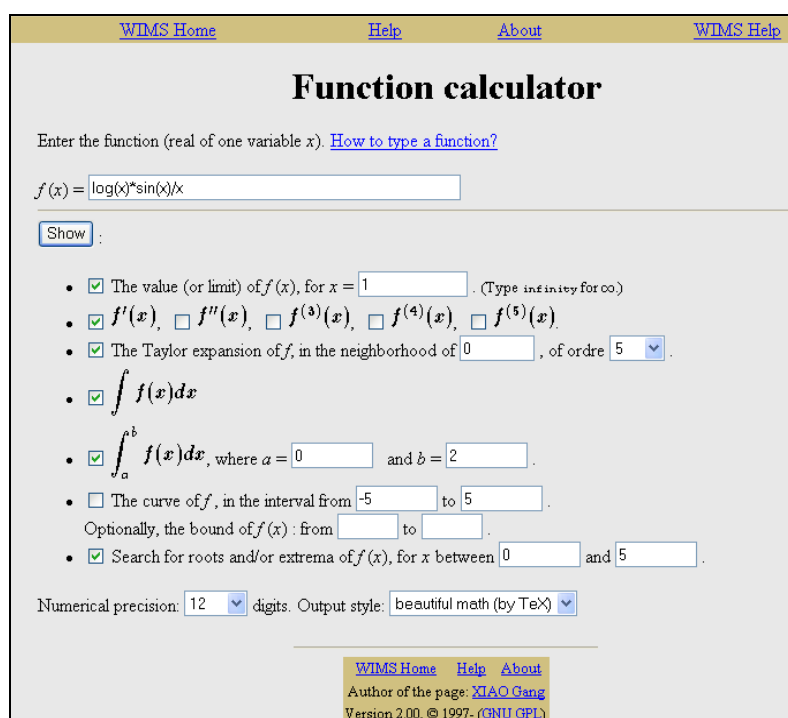 WIMS Home Help About WIMS Help
Function calculator
Enter the function (real of one variable x). How to type a function?
f (x) = log(x)*sin(x)/x
Show :
The value (or limit) of f (x), for x = 1 . (Type infinity for ∞.)
f′(x), f″(x), f⁽³⁾(x), f⁽⁴⁾(x), f⁽⁵⁾(x).
The Taylor expansion of f, in the neighborhood of 0 , of ordre 5 .
∫ f(x)dx
∫ₐᵇ f(x)dx, where a = 0 and b = 2 .
The curve of f , in the interval from -5 to 5 .
Optionally, the bound of f (x) : from to .
Search for roots and/or extrema of f (x), for x between 0 and 5 .
Numerical precision: 12 digits. Output style: beautiful math (by TeX)
WIMS Home Help About
Author of the page: XIAO Gang
Version 2.00. © 1997- (GNU GPL)